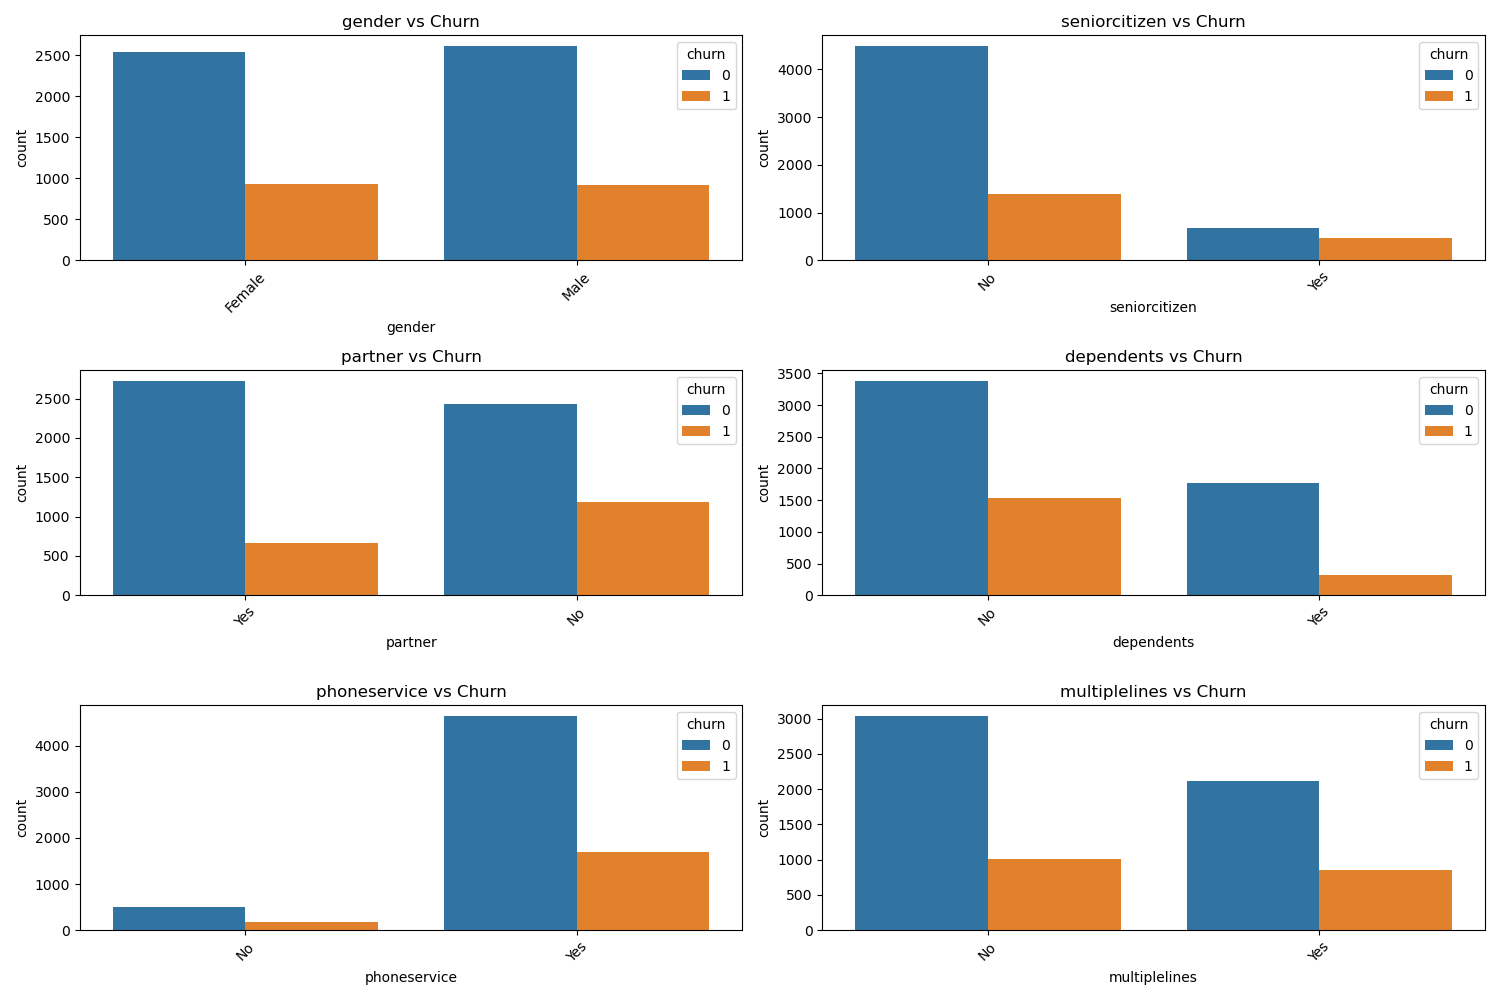 gender vs Churn
count
2500
2000
1500
1000
500
0
churn
0
1
Female
Male
gender
seniorcitizen vs Churn
count
4000
3000
2000
1000
0
churn
0
1
No
Yes
seniorcitizen
partner vs Churn
count
2500
2000
1500
1000
500
0
churn
0
1
Yes
No
partner
dependents vs Churn
count
3500
3000
2500
2000
1500
1000
500
0
churn
0
1
No
Yes
dependents
phoneservice vs Churn
count
4000
3000
2000
1000
0
churn
0
1
No
Yes
phoneservice
multiplelines vs Churn
count
3000
2500
2000
1500
1000
500
0
churn
0
1
No
Yes
multiplelines